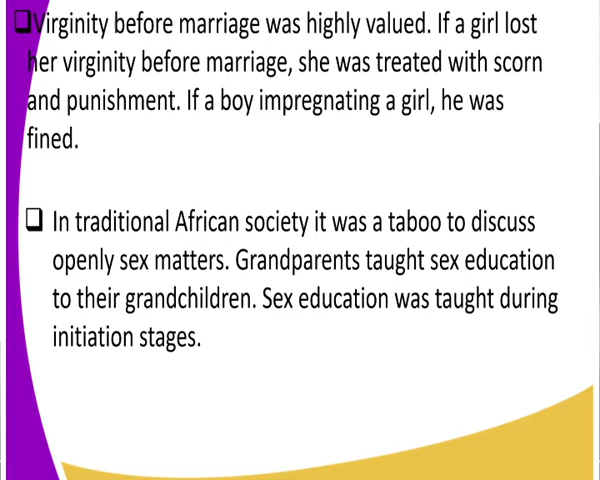 ❑Virginity before marriage was highly valued. If a girl lost
her virginity before marriage, she was treated with scorn
and punishment. If a boy impregnating a girl, he was
fined.
❑ In traditional African society it was a taboo to discuss
openly sex matters. Grandparents taught sex education
to their grandchildren. Sex education was taught during
initiation stages.